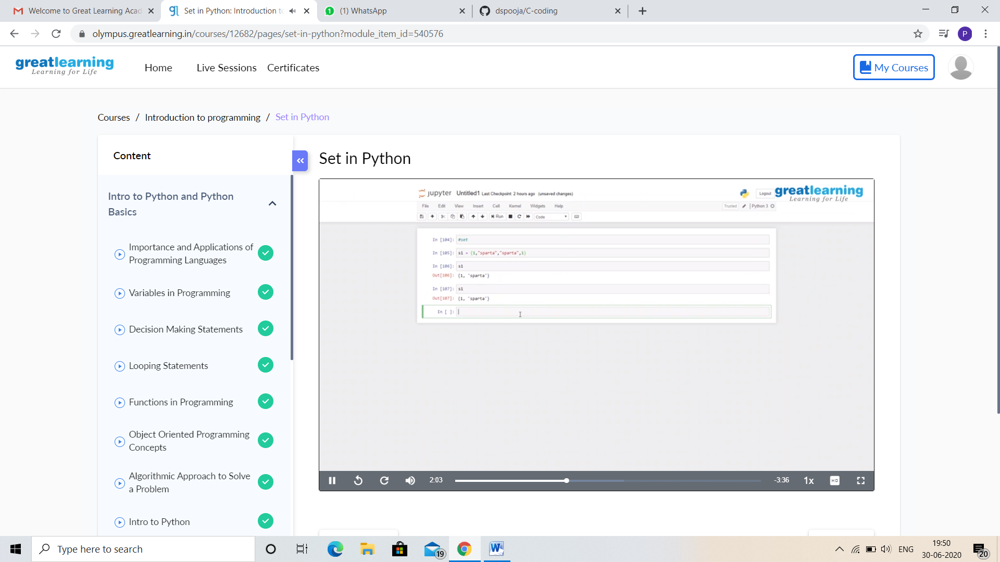 Welcome to Great Learning Acad
Set in Python: Introduction to
(1) WhatsApp
dspooja/C-coding
olympus.greatlearning.in/courses/12682/pages/set-in-python?module_item_id=540576
P
greatlearning
Learning for Life
Home
Live Sessions
Certificates
My Courses
Courses / Introduction to programming / Set in Python
Content
Intro to Python and Python
Basics
Importance and Applications of
Programming Languages
Variables in Programming
Decision Making Statements
Looping Statements
Functions in Programming
Object Oriented Programming
Concepts
Algorithmic Approach to Solve
a Problem
Intro to Python
Set in Python
jupyter Untitled1 Last Checkpoint: 2 hours ago (unsaved changes)
Logout
greatlearning
Learning for Life
File Edit View Insert Cell Kernel Widgets Help
Trusted
Python 3
Run
Code
In [104]: #set
In [105]: s1 = {1,"sparta","sparta",1}
In [106]: s1
Out[106]: {1, 'sparta'}
In [107]: s1
Out[107]: {1, 'sparta'}
In [ ]:
2:03
-3:36
1x
HD
Type here to search
19
ENG
19:50
30-06-2020
20